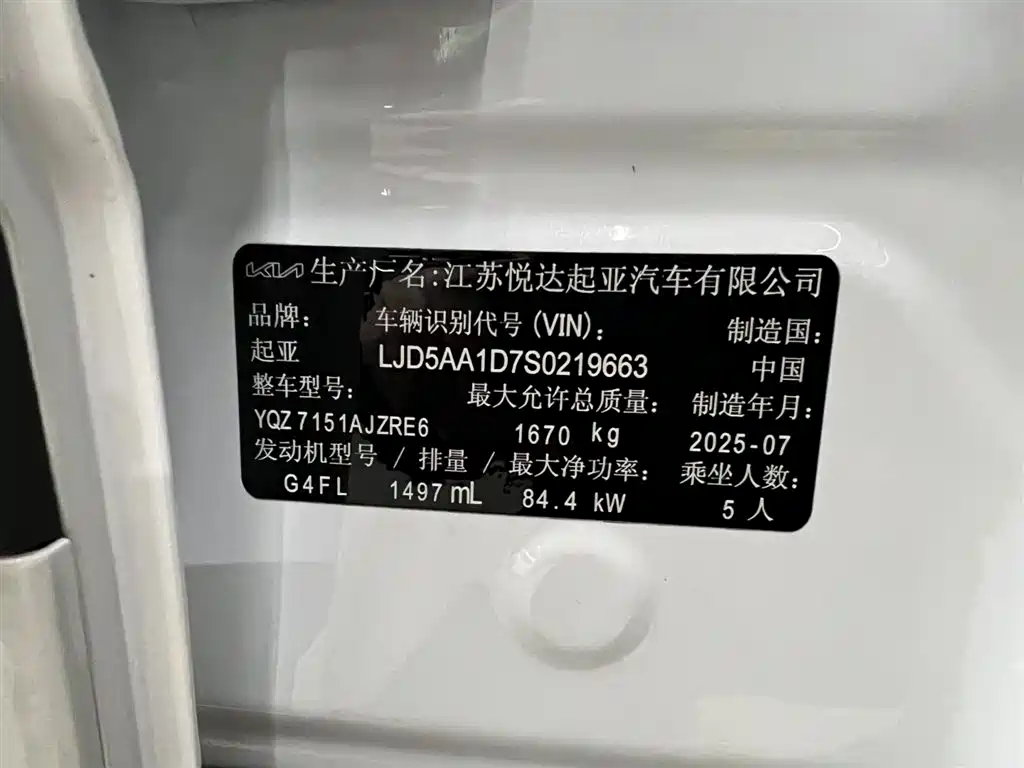 KIA 生产厂名:江苏悦达起亚汽车有限公司
品牌: 车辆识别代号(VIN): 制造国:
起亚 LJD5AA1D7S0219663 中国
整车型号: 最大允许总质量: 制造年月:
YQZ7151AJZRE6 1670 kg 2025-07
发动机型号 / 排量 / 最大净功率: 乘坐人数:
G4FL 1497 mL 84.4 kW 5 人